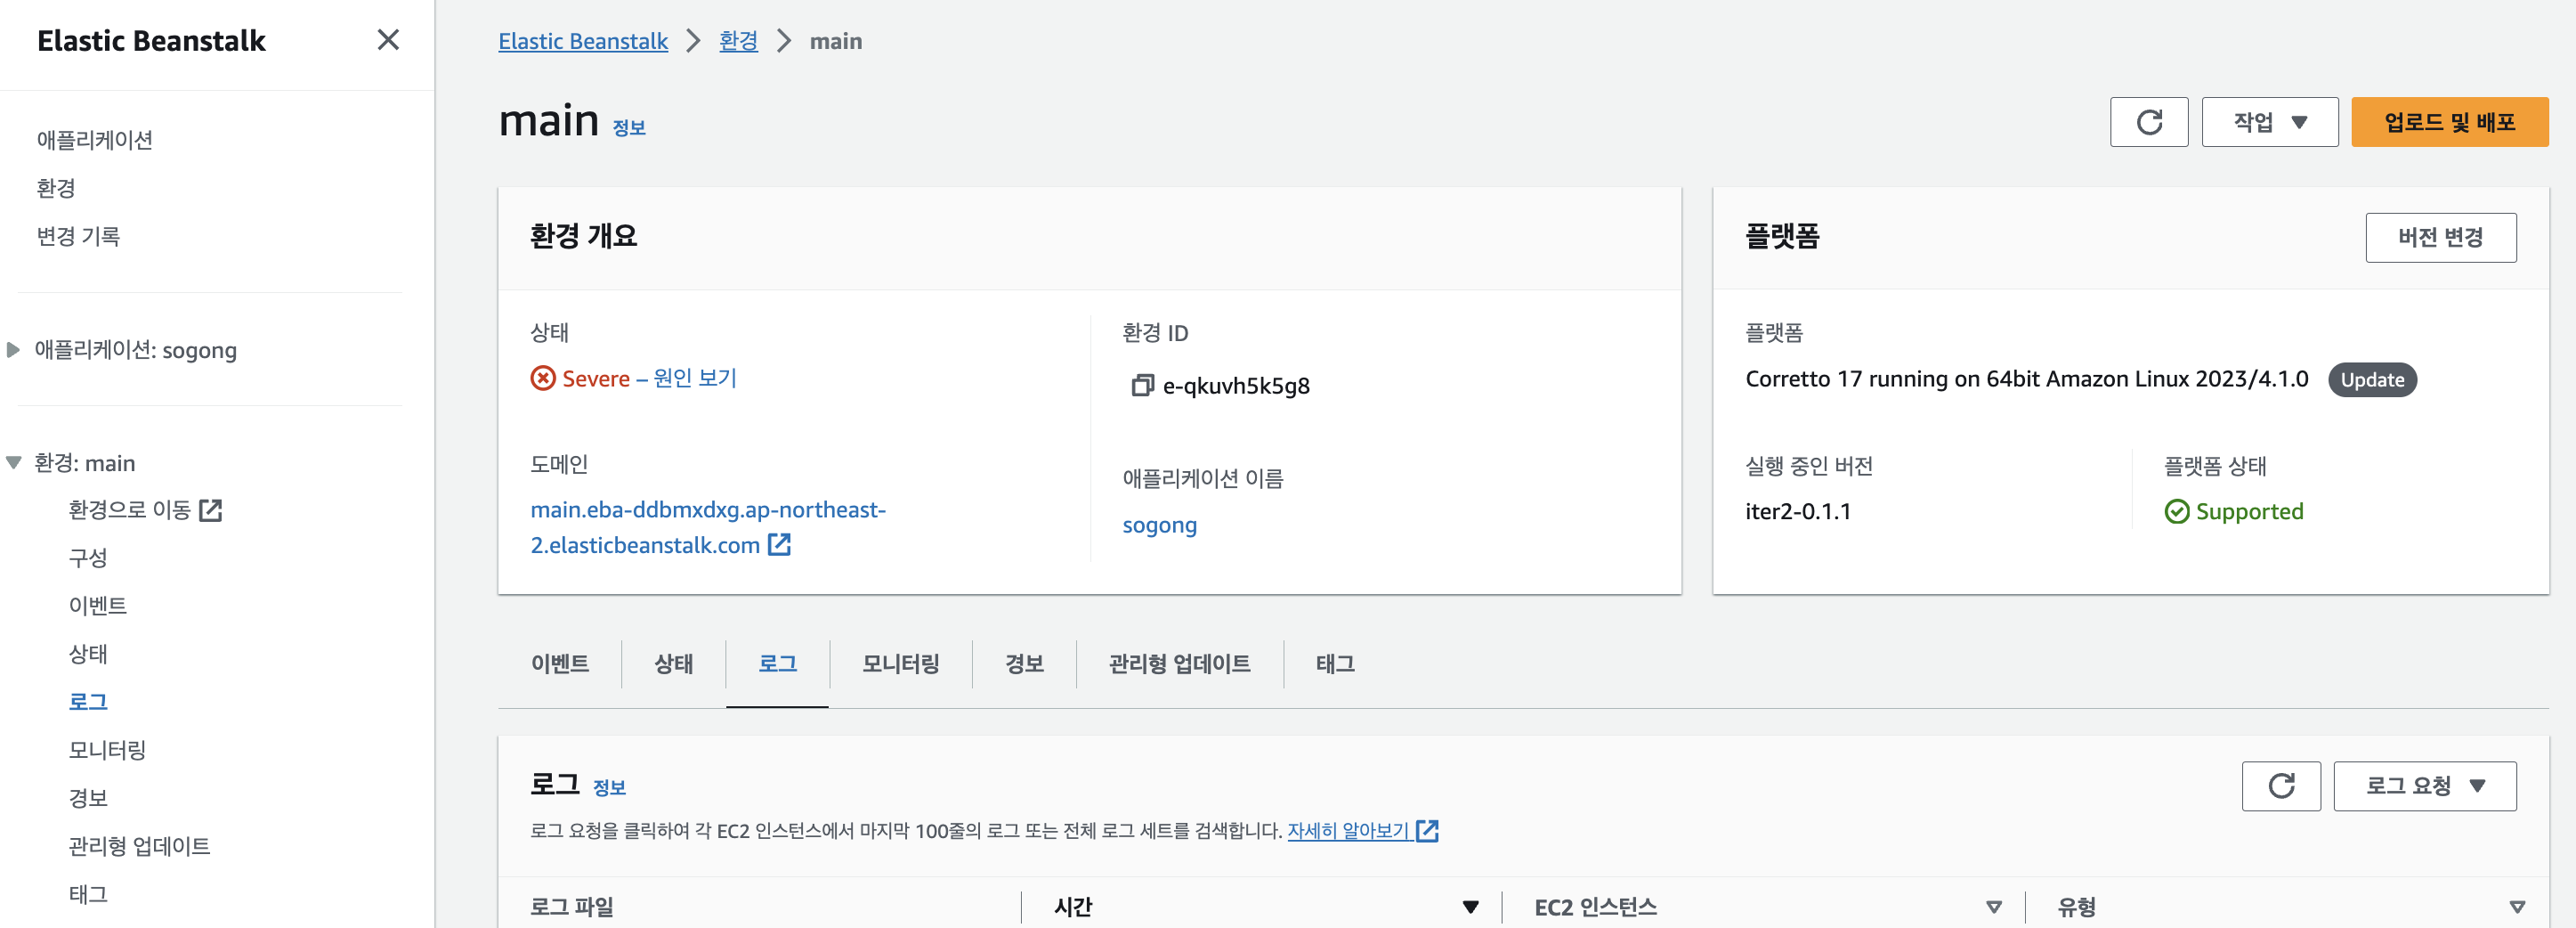 Elastic Beanstalk
애플리케이션
환경
변경 기록
애플리케이션: sogong
환경: main
환경으로 이동
구성
이벤트
상태
로그
모니터링
경보
관리형 업데이트
태그
Elastic Beanstalk
환경
main
main 정보
작업
업로드 및 배포
환경 개요
상태
Severe – 원인 보기
환경 ID
e-qkuvh5k5g8
도메인
main.eba-ddbmxdxg.ap-northeast-
2.elasticbeanstalk.com
애플리케이션 이름
sogong
플랫폼
버전 변경
플랫폼
Corretto 17 running on 64bit Amazon Linux 2023/4.1.0 Update
실행 중인 버전
iter2-0.1.1
플랫폼 상태
Supported
이벤트
상태
로그
모니터링
경보
관리형 업데이트
태그
로그 정보
로그 요청
로그 요청을 클릭하여 각 EC2 인스턴스에서 마지막 100줄의 로그 또는 전체 로그 세트를 검색합니다. 자세히 알아보기
로그 파일
시간
EC2 인스턴스
유형